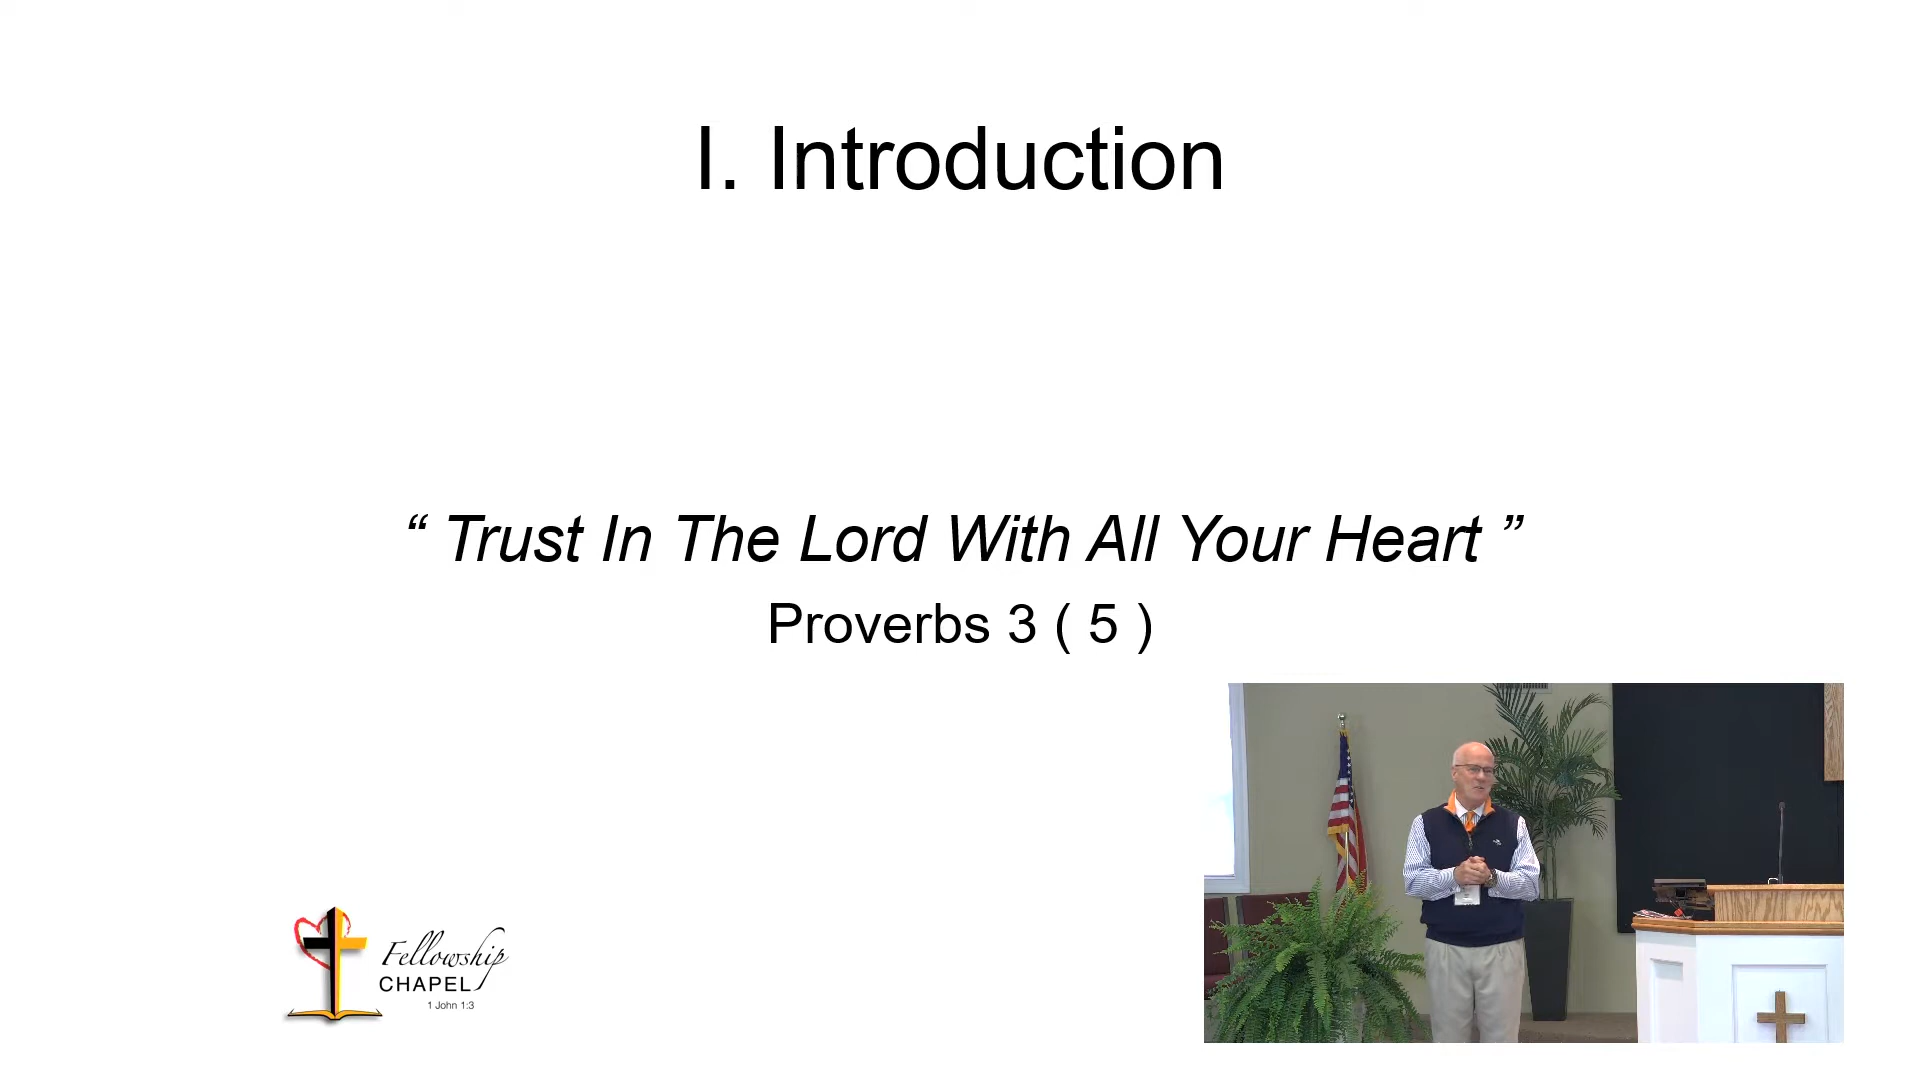 I. Introduction
“ Trust In The Lord With All Your Heart ”
Proverbs 3 ( 5 )
Fellowship
CHAPEL
1 John 1:3